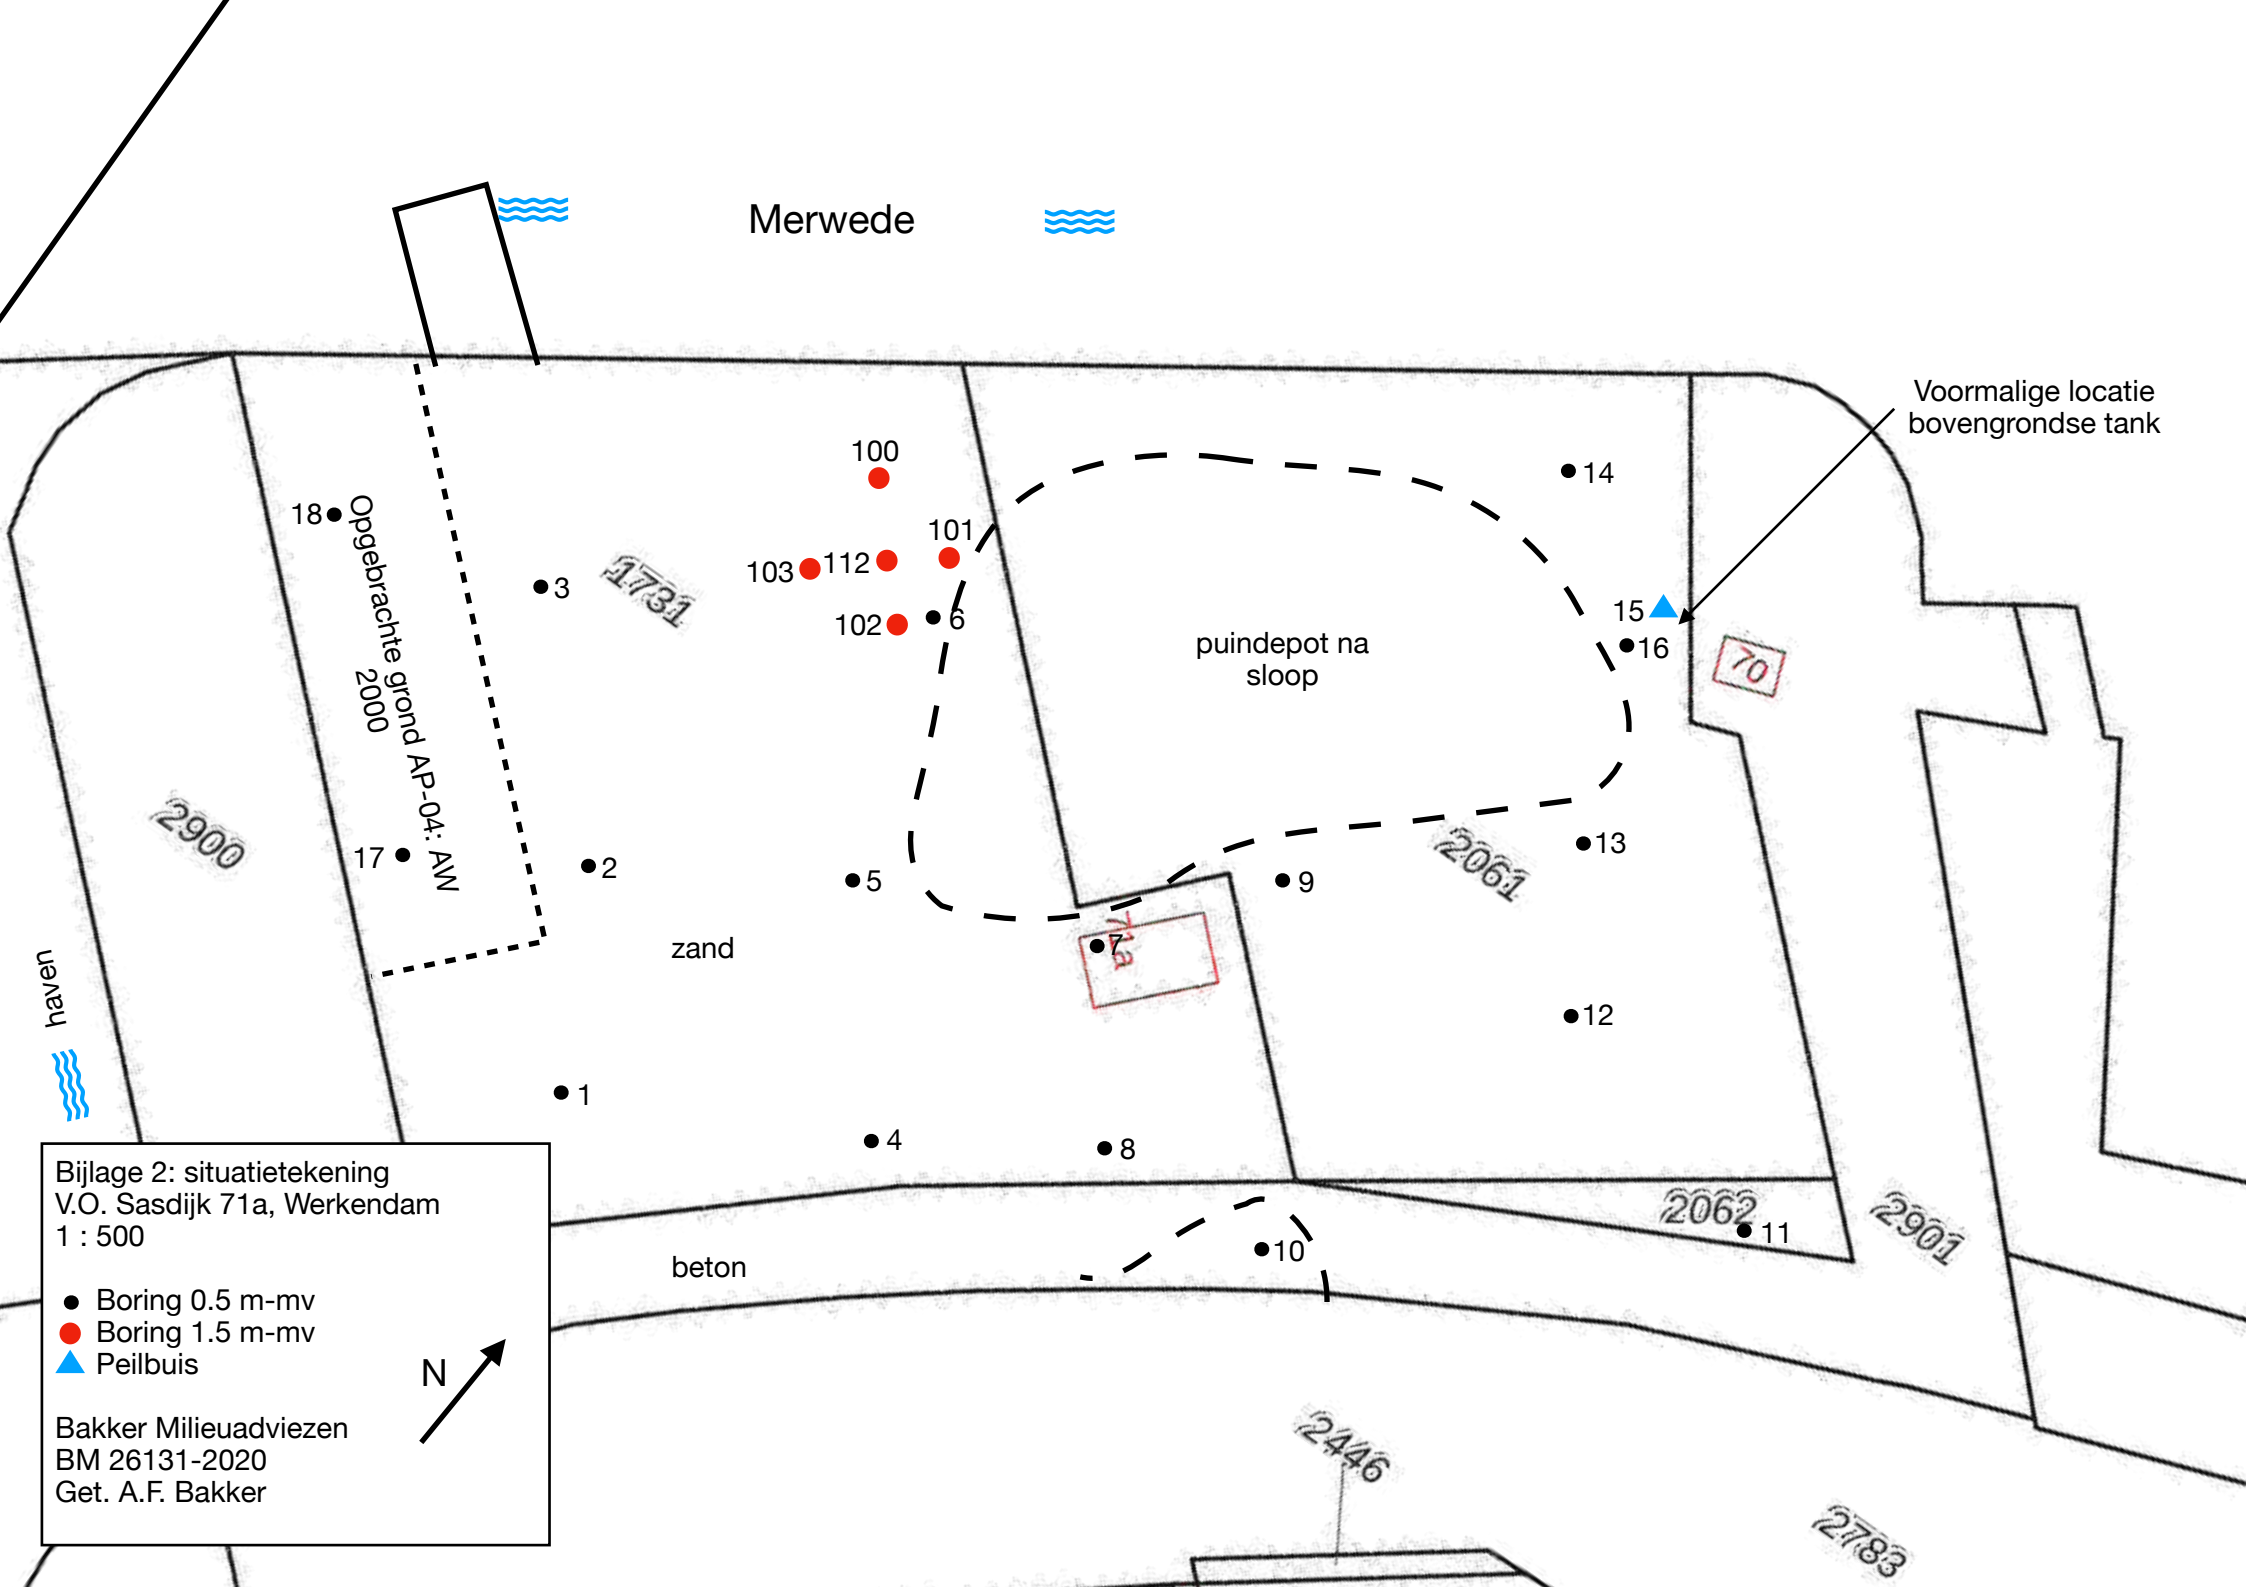 Merwede
Voormalige locatie
bovengrondse tank
100
14
101
18
Opgebrachte grond AP-04: AW
2000
103
112
3
1731
15
102
6
puindepot na
sloop
16
70
2900
17
2
5
9
2061
13
71a
7
zand
haven
12
1
4
8
2062
11
2901
10
beton
Bijlage 2: situatietekening
V.O. Sasdijk 71a, Werkendam
1 : 500
Boring 0.5 m-mv
Boring 1.5 m-mv
Peilbuis
N
Bakker Milieuadviezen
BM 26131-2020
Get. A.F. Bakker
2446
2783